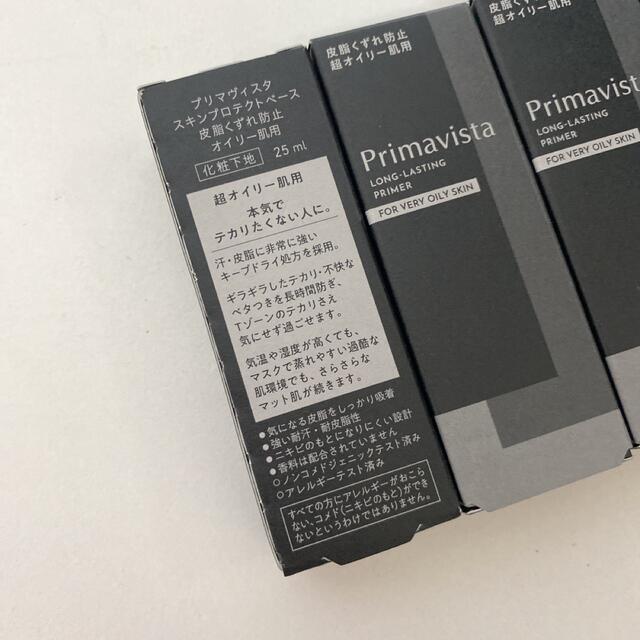 プリマヴィスタ
スキンプロテクトベース
皮脂くずれ防止
オイリー肌用
化粧下地 25ml
超オイリー肌用
本気で
テカりたくない人に。
汗・皮脂に非常に強い
キープドライ処方を採用。
ギラギラしたテカリ・不快な
ベタつきを長時間防ぎ、
Tゾーンのテカリさえ
気にせず過ごせます。
気温や湿度が高くても、
マスクで蒸れやすい過酷な
肌環境でも、さらさらな
マット肌が続きます。
●気になる皮脂をしっかり吸着
●強い耐汗・耐皮脂性
●ニキビのもとになりにくい設計
●香料は配合されていません
○ノンコメドジェニックテスト済み
○アレルギーテスト済み
すべての方にアレルギーがおこら
ない、コメド(ニキビのもと)ができ
ないというわけではありません。
皮脂くずれ防止
超オイリー肌用
Primavista
LONG-LASTING
PRIMER
FOR VERY OILY SKIN
皮脂くずれ防止
超オイリー肌用
Primavist
LONG-LASTING
PRIMER
FOR VERY OILY SKIN